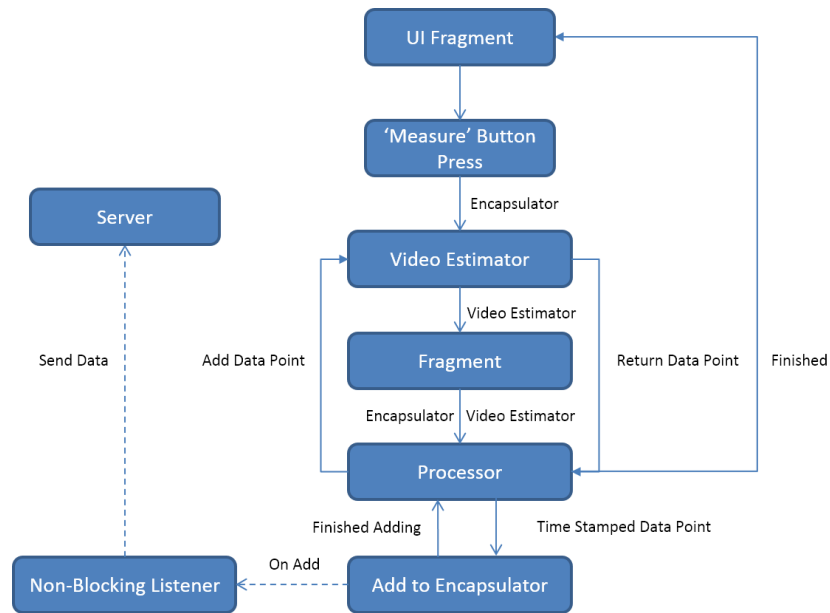 UI Fragment
‘Measure’ Button
Press
Encapsulator
Server
Video Estimator
Video Estimator
Send Data
Add Data Point
Fragment
Return Data Point
Finished
Encapsulator
Video Estimator
Processor
Finished Adding
Time Stamped Data Point
On Add
Non-Blocking Listener
Add to Encapsulator